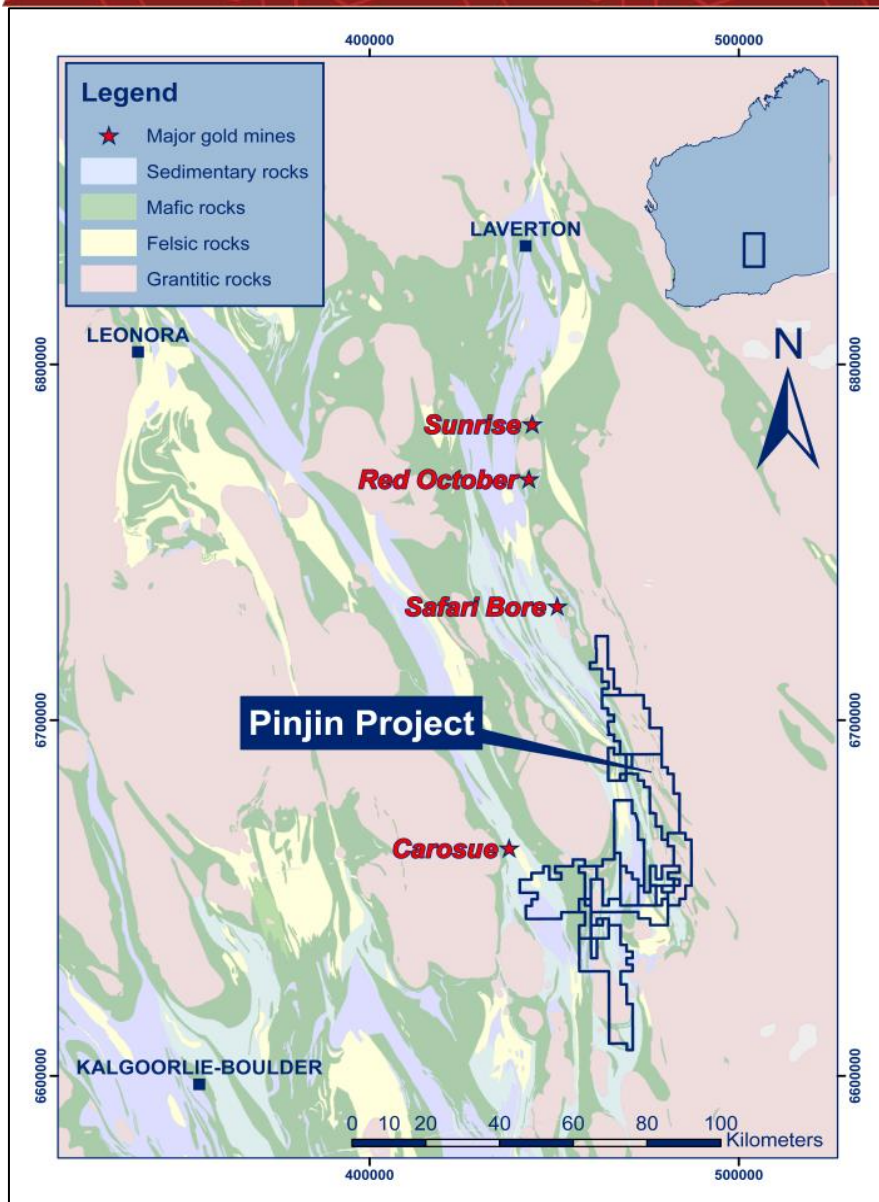 400000
500000
Legend
Major gold mines
Sedimentary rocks
Mafic rocks
Felsic rocks
Grantitic rocks
LAVERTON
LEONORA
6800000
6800000
N
Sunrise
Red October
Safari Bore
6700000
6700000
Pinjin Project
Carosue
KALGOORLIE-BOULDER
6600000
6600000
0 10 20 40 60 80 100
Kilometers
400000
500000